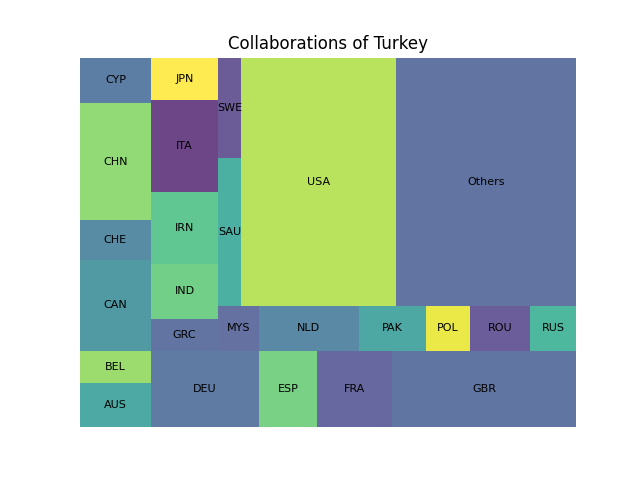 Collaborations of Turkey
CYP
JPN
SWE
USA
Others
ITA
CHN
IRN
SAU
CHE
IND
CAN
GRC
MYS
NLD
PAK
POL
ROU
RUS
BEL
AUS
DEU
ESP
FRA
GBR